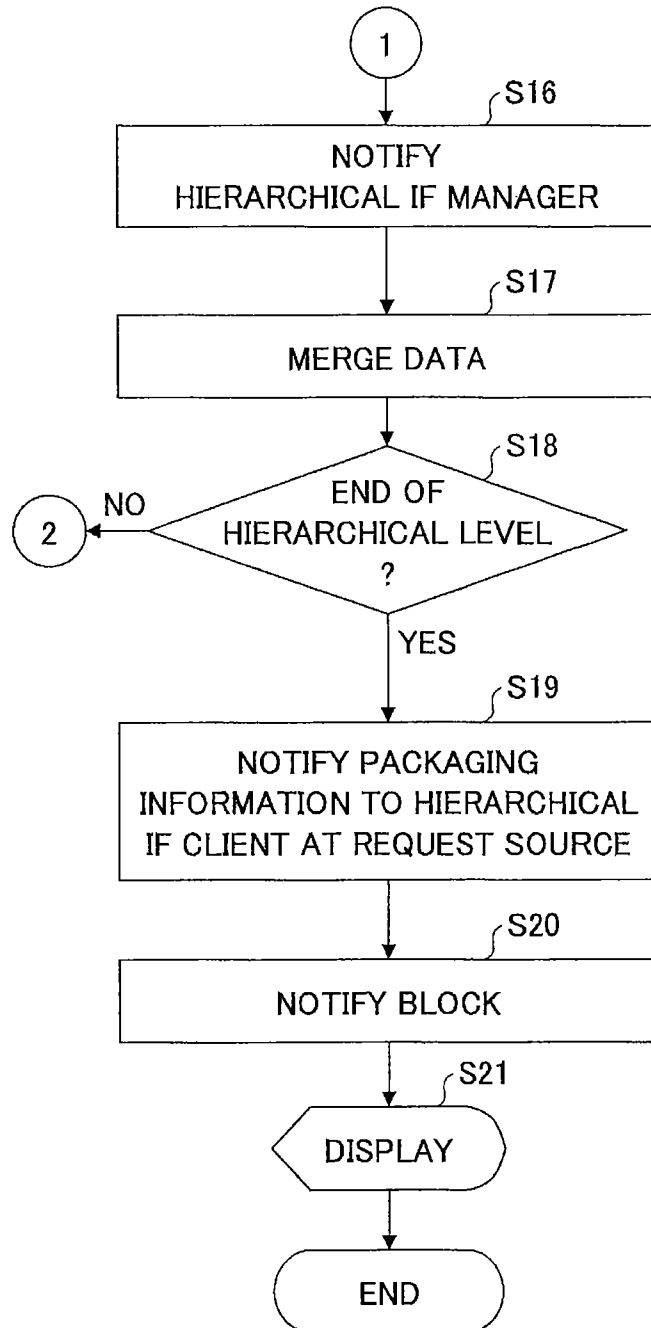 1
S16
NOTIFY
HIERARCHICAL IF MANAGER
S17
MERGE DATA
S18
END OF
HIERARCHICAL LEVEL
?
NO
2
YES
S19
NOTIFY PACKAGING
INFORMATION TO HIERARCHICAL
IF CLIENT AT REQUEST SOURCE
S20
NOTIFY BLOCK
S21
DISPLAY
END